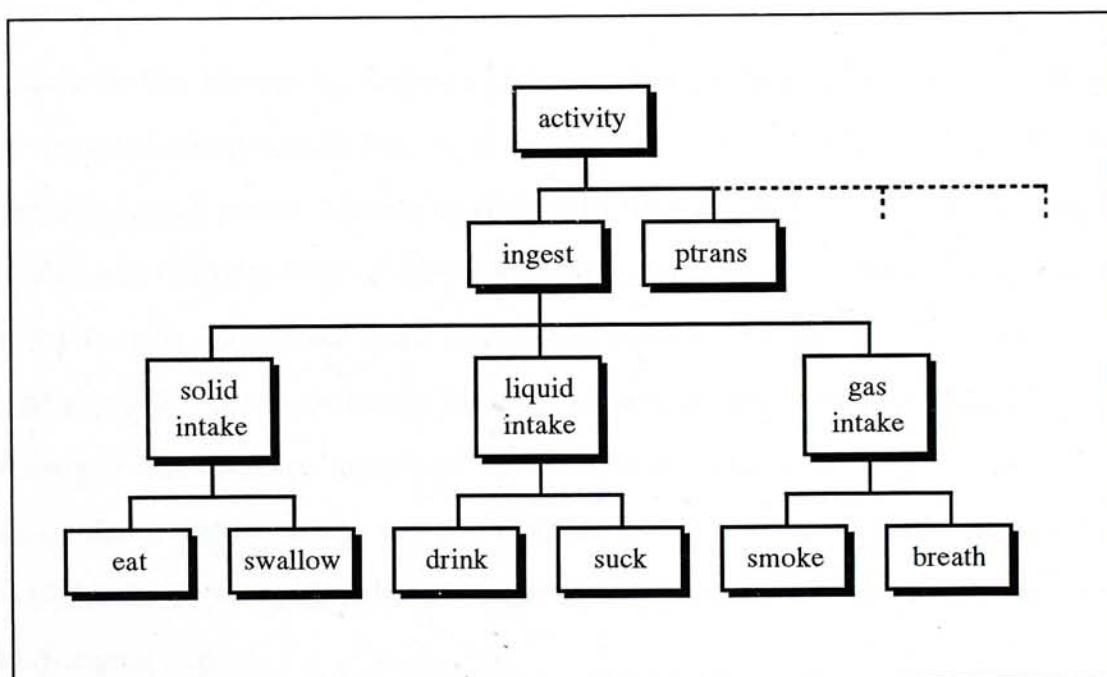 activity
ingest
ptrans
solid
intake
liquid
intake
gas
intake
eat
swallow
drink
suck
smoke
breath